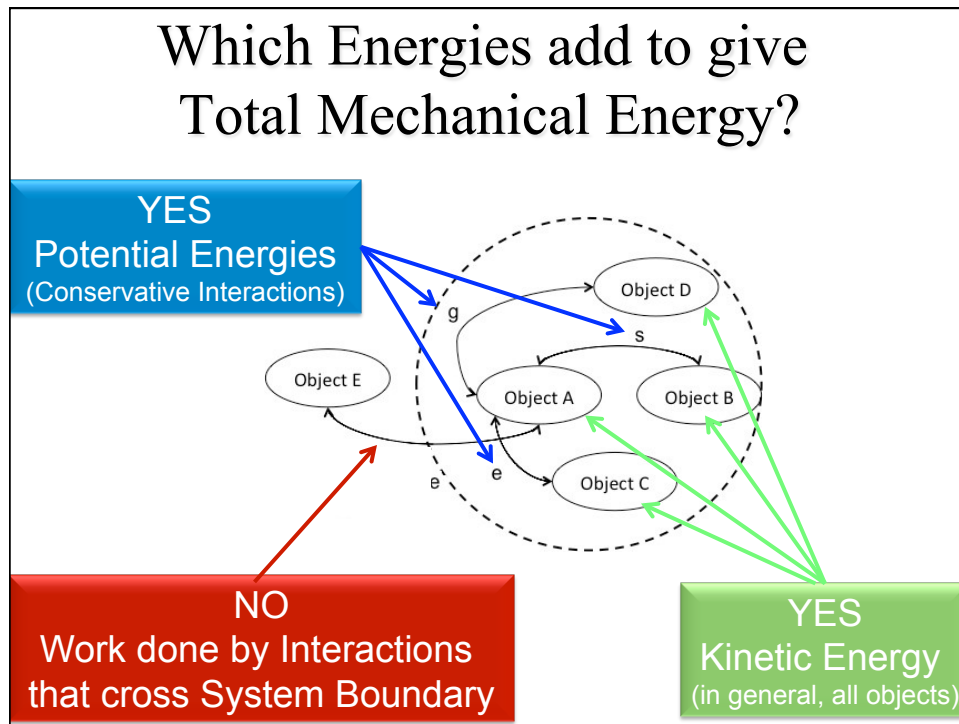 Which Energies add to give
Total Mechanical Energy?
YES
Potential Energies
(Conservative Interactions)
Object D
g
s
Object E
Object A
Object B
e
e
Object C
NO
Work done by Interactions
that cross System Boundary
YES
Kinetic Energy
(in general, all objects)